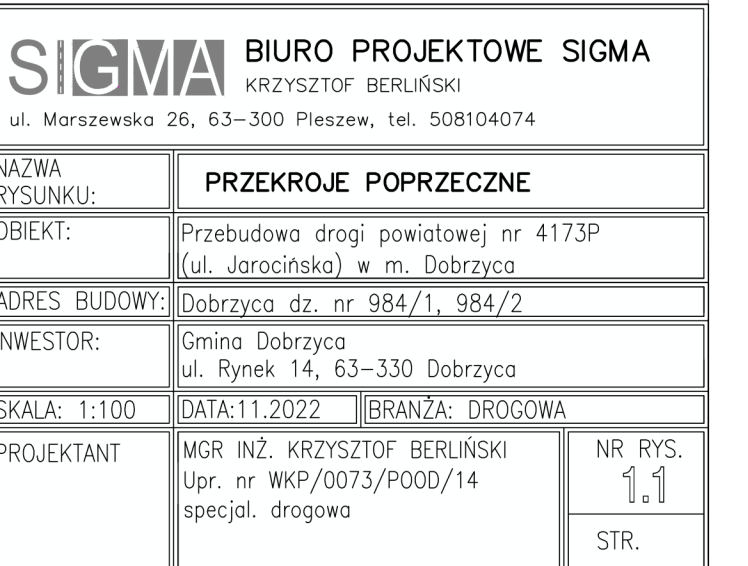 SIGMA BIURO PROJEKTOWE SIGMA
KRZYSZTOF BERLIŃSKI
ul. Marszewska 26, 63-300 Pleszew, tel. 508104074
NAZWA
RYSUNKU:
PRZEKROJE POPRZECZNE
OBIEKT:
Przebudowa drogi powiatowej nr 4173P
(ul. Jarocińska) w m. Dobrzyca
ADRES BUDOWY: Dobrzyca dz. nr 984/1, 984/2
INWESTOR:
Gmina Dobrzyca
ul. Rynek 14, 63-330 Dobrzyca
SKALA: 1:100 DATA:11.2022 BRANŻA: DROGOWA
PROJEKTANT
MGR INŻ. KRZYSZTOF BERLIŃSKI
Upr. nr WKP/0073/POOD/14
specjal. drogowa
NR RYS.
1.1
STR.